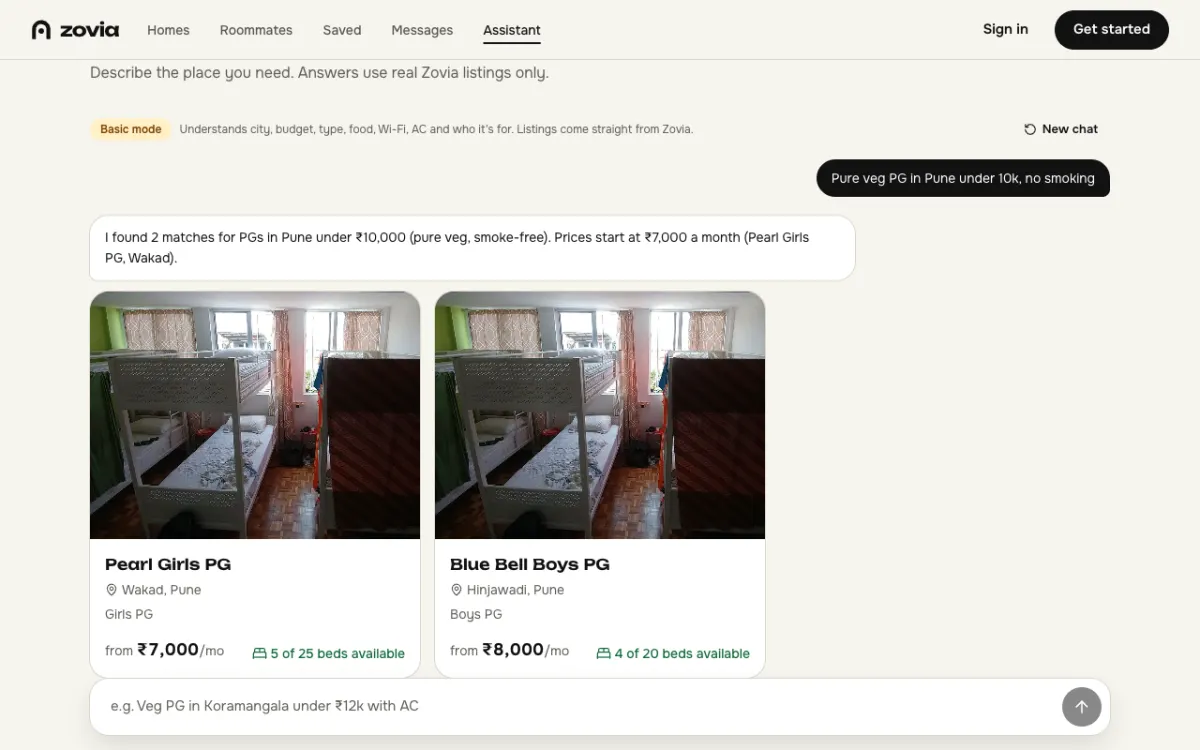 zovia Homes Roommates Saved Messages Assistant Sign in Get started
Describe the place you need. Answers use real Zovia listings only.
Basic mode Understands city, budget, type, food, Wi-Fi, AC and who it's for. Listings come straight from Zovia. New chat
Pure veg PG in Pune under 10k, no smoking
I found 2 matches for PGs in Pune under ₹10,000 (pure veg, smoke-free). Prices start at ₹7,000 a month (Pearl Girls
PG, Wakad).
Pearl Girls PG
Wakad, Pune
Girls PG
from ₹7,000/mo 5 of 25 beds available
Blue Bell Boys PG
Hinjawadi, Pune
Boys PG
from ₹8,000/mo 4 of 20 beds available
e.g. Veg PG in Koramangala under ₹12k with AC